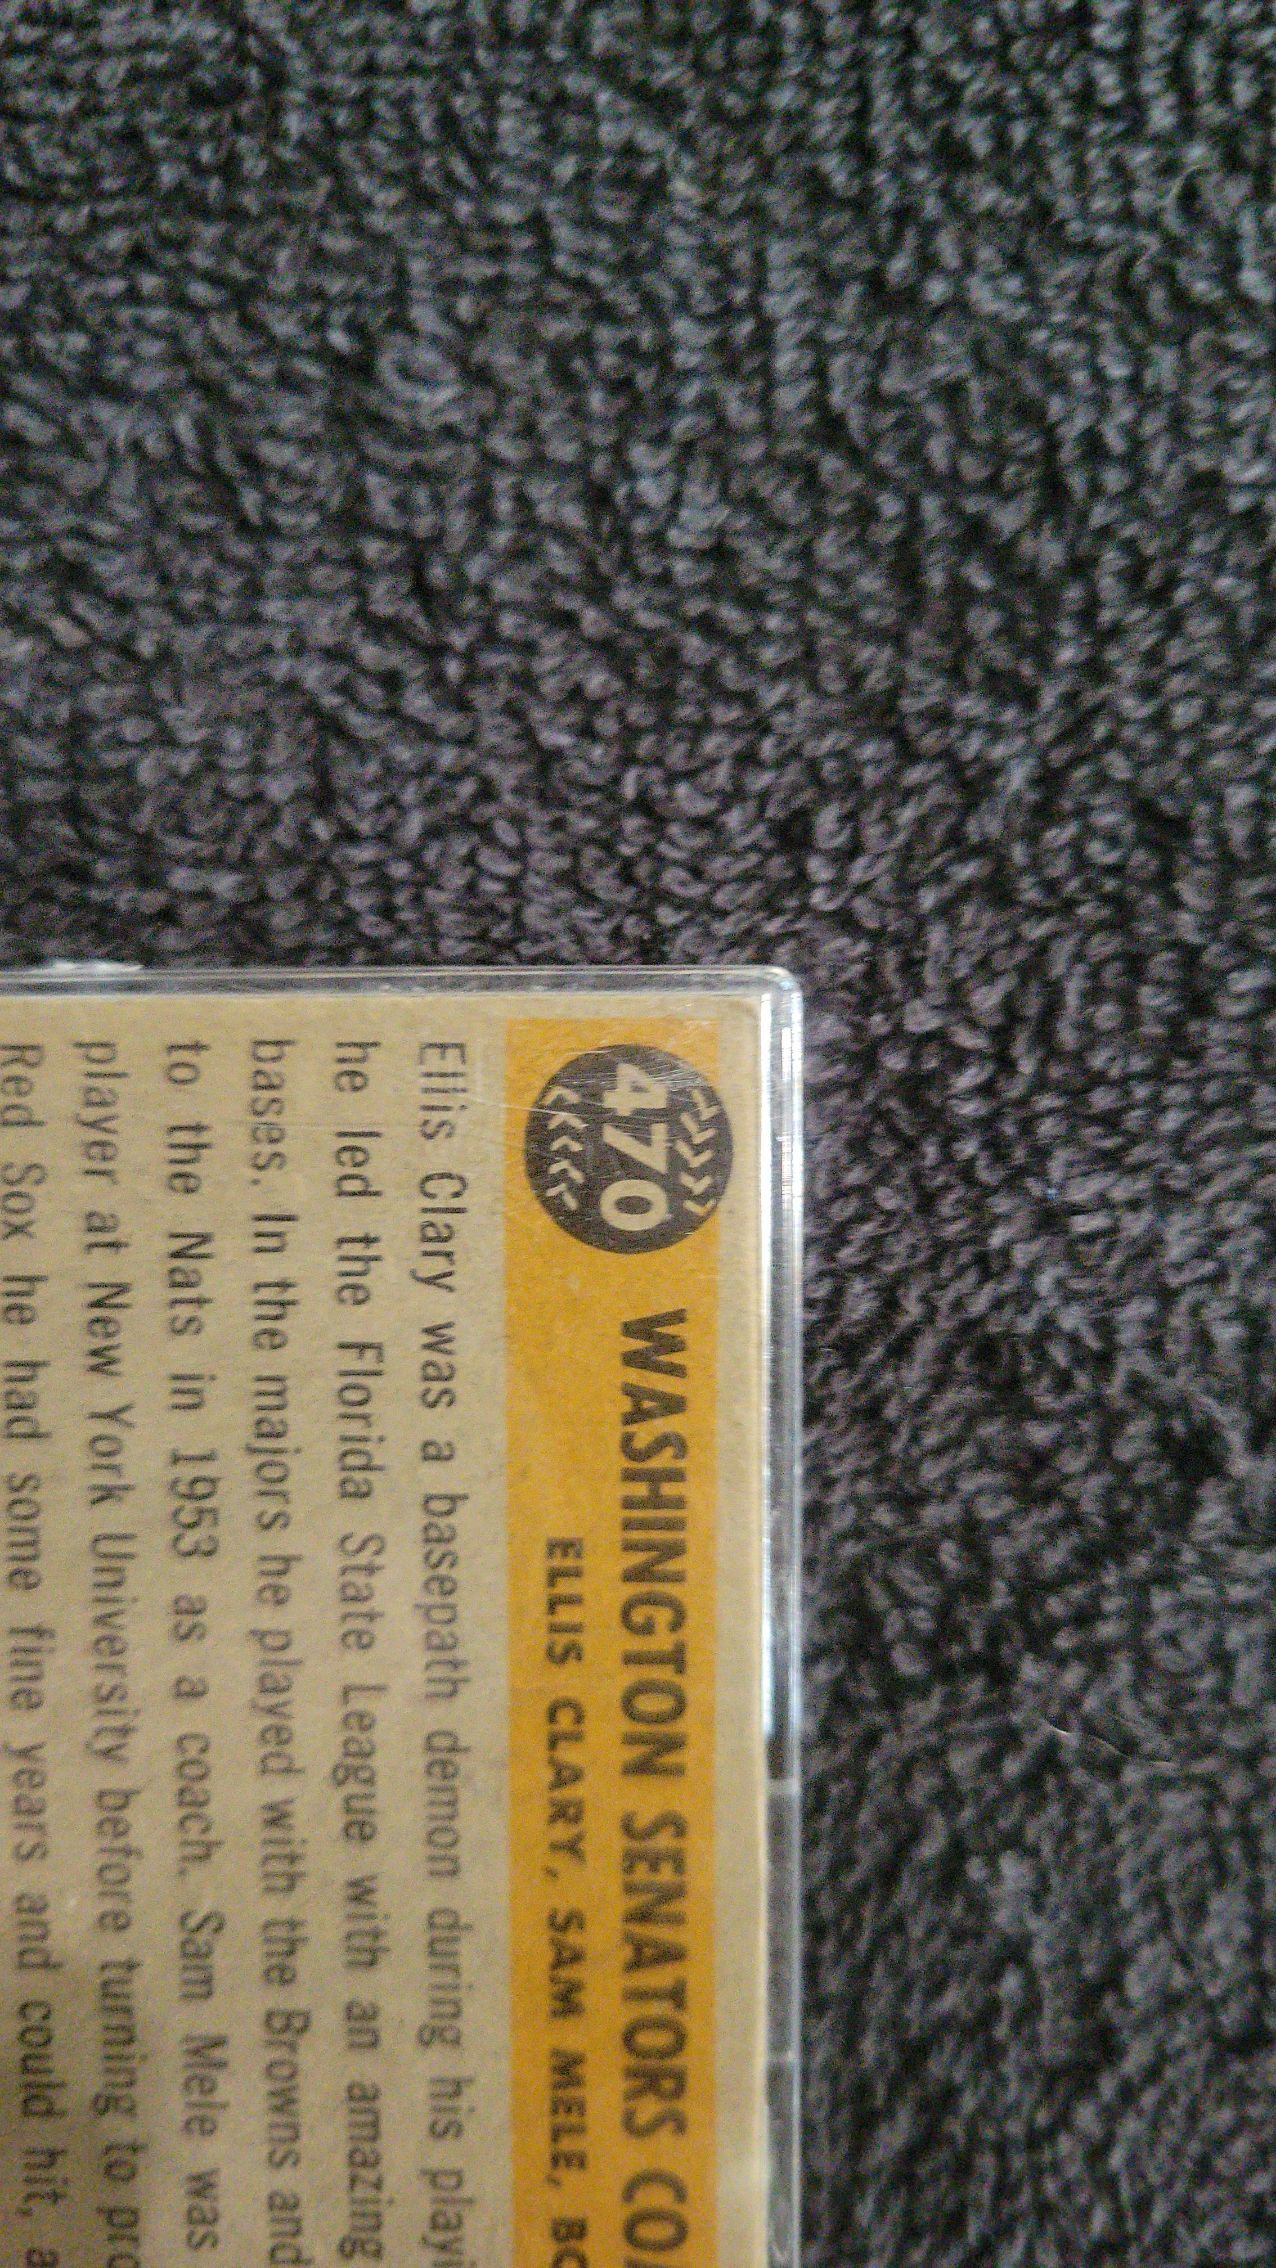 470 WASHINGTON SENATORS
ELLIS CLARY, SAM MELE,
Ellis Clary was a basepath demon during his
he led the Florida State League with an amazing
bases. In the majors he played with the Browns and
to the Nats in 1953 as a coach. Sam Mele was
player at New York University before turning to
Red Sox he had some fine years and could hit,